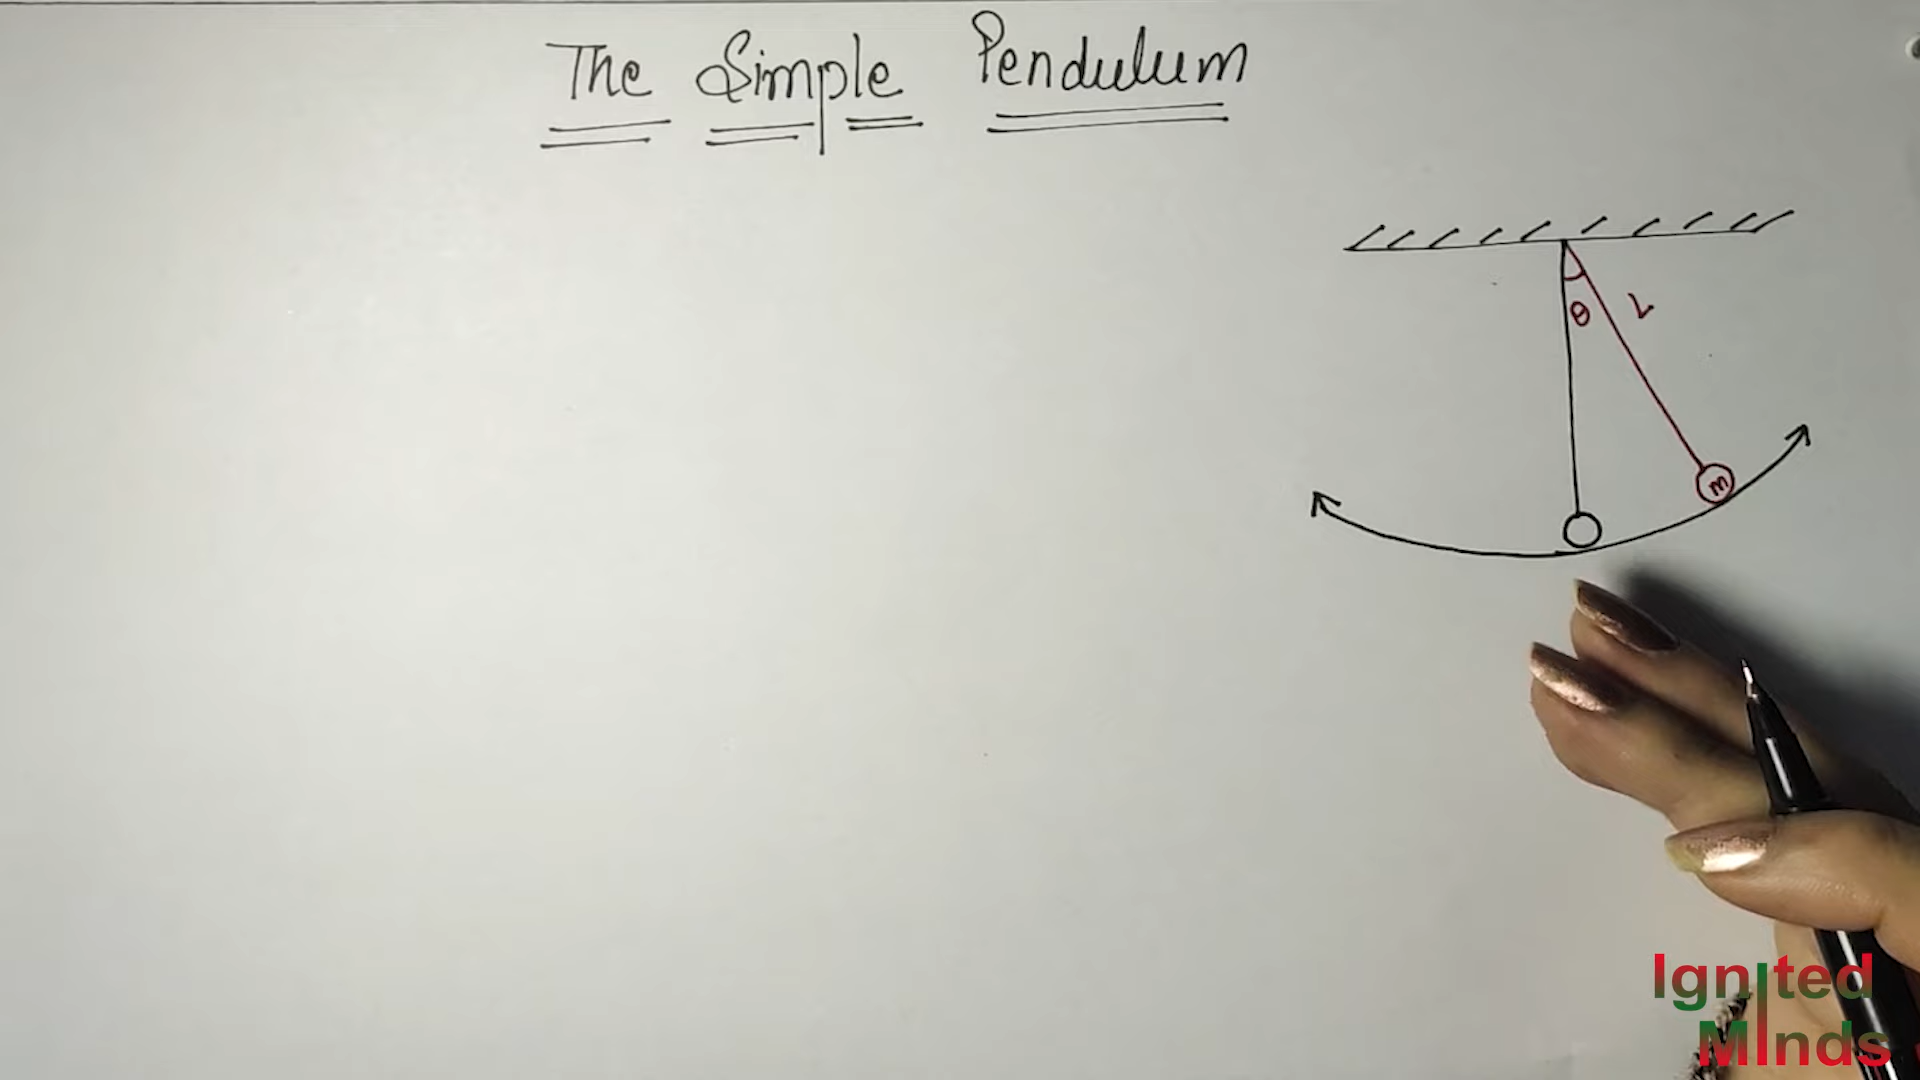 The Simple Pendulum
θ
L
m
Ignited
Minds